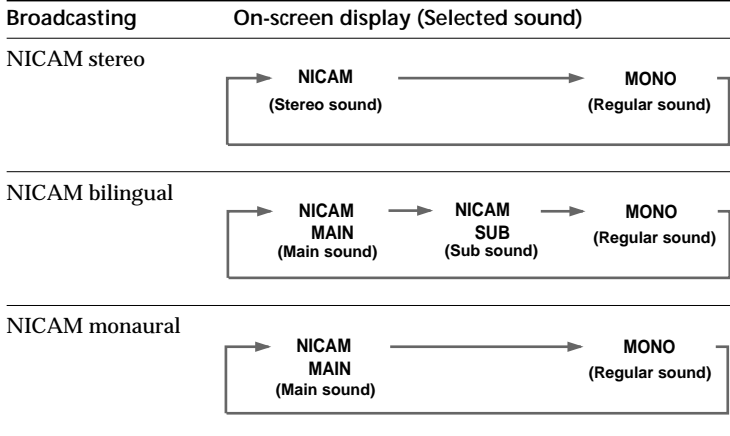 Broadcasting On-screen display (Selected sound)
NICAM stereo
NICAM MONO
(Stereo sound) (Regular sound)
NICAM bilingual
NICAM NICAM MONO
MAIN SUB (Regular sound)
(Main sound) (Sub sound)
NICAM monaural
NICAM MONO
MAIN (Regular sound)
(Main sound)